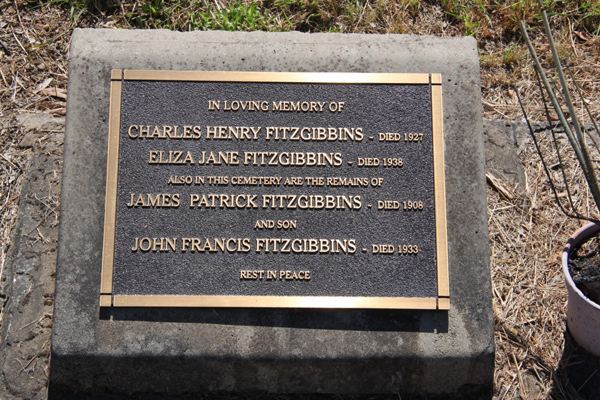 IN LOVING MEMORY OF
CHARLES HENRY FITZGIBBINS - DIED 1927
ELIZA JANE FITZGIBBINS - DIED 1938
ALSO IN THIS CEMETERY ARE THE REMAINS OF
JAMES PATRICK FITZGIBBINS - DIED 1908
AND SON
JOHN FRANCIS FITZGIBBINS - DIED 1933
REST IN PEACE